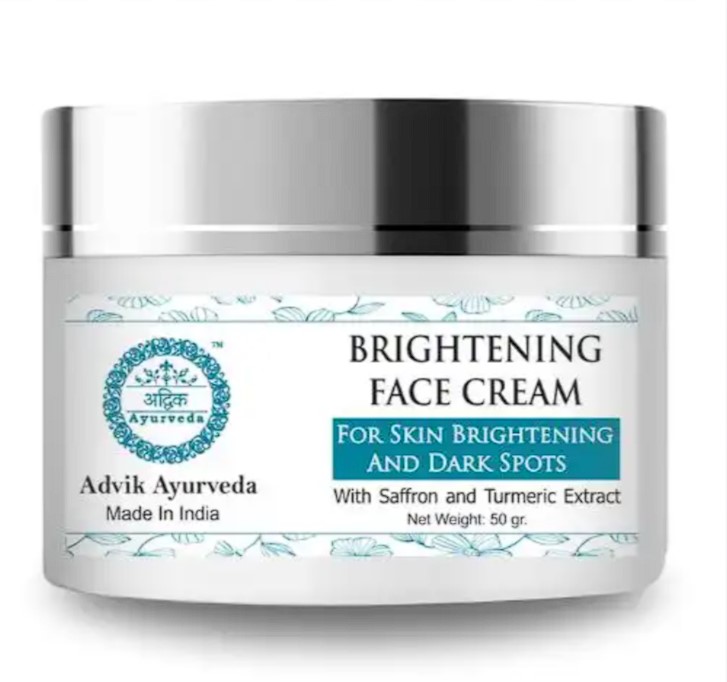 अद्विक
Ayurveda
TM
Advik Ayurveda
Made In India
BRIGHTENING
FACE CREAM
FOR SKIN BRIGHTENING
AND DARK SPOTS
With Saffron and Turmeric Extract
Net Weight: 50 gr.